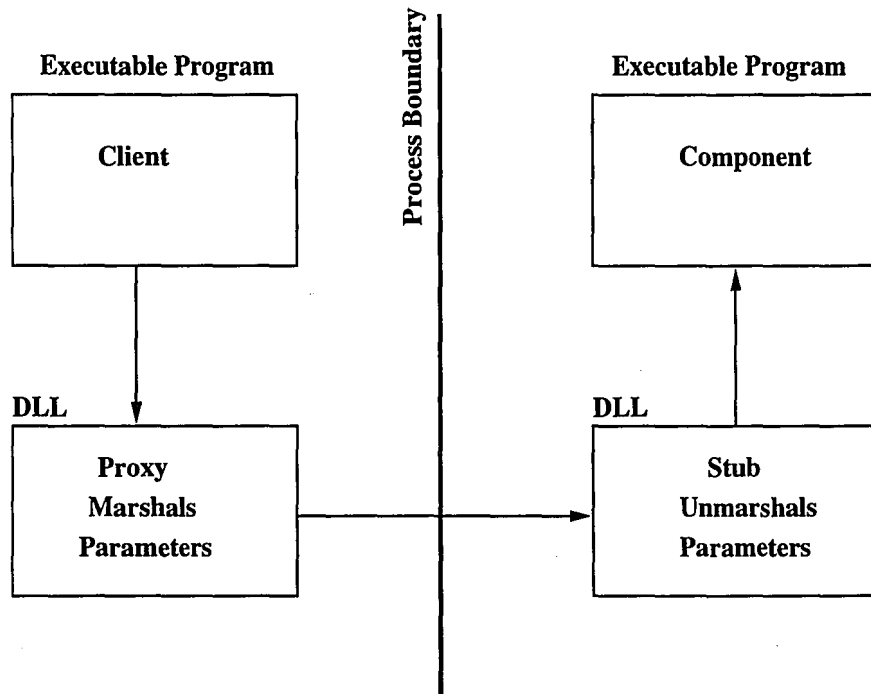 Executable Program
Client
DLL
Proxy
Marshals
Parameters
Process Boundary
Executable Program
Component
DLL
Stub
Unmarshals
Parameters